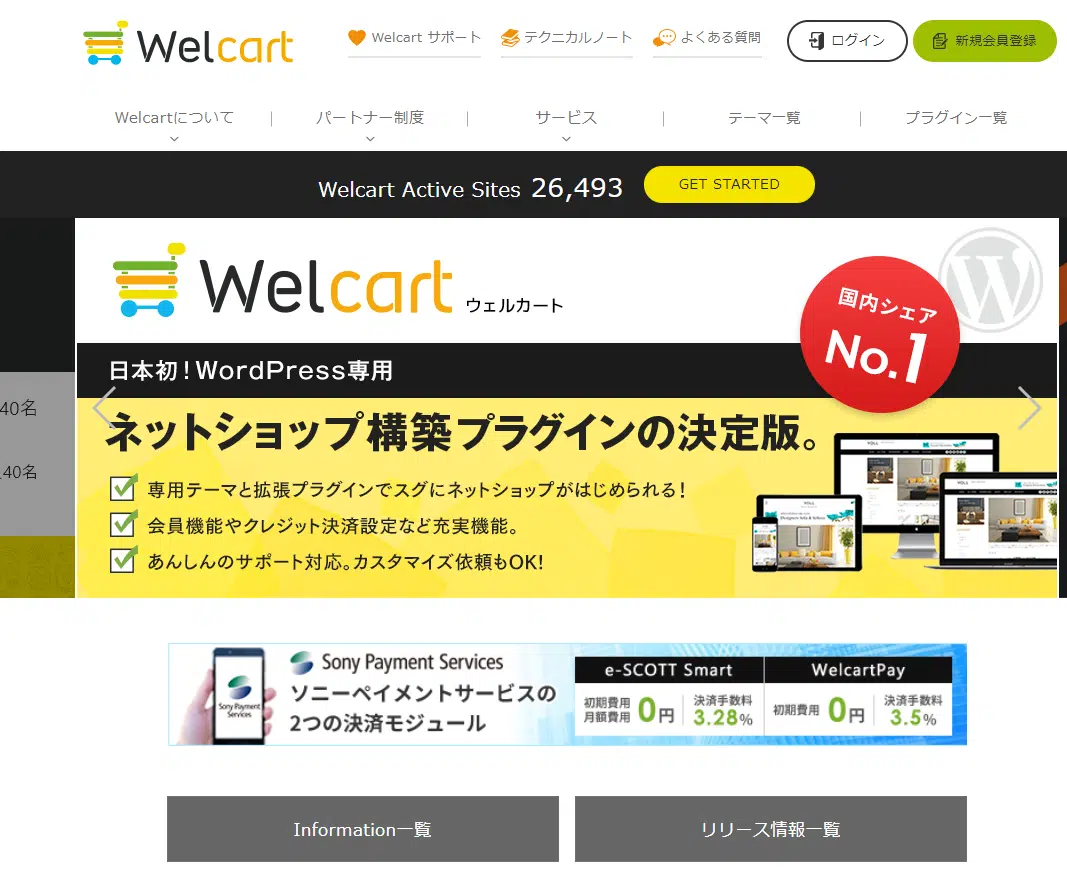 Welcart
Welcart サポート
テクニカルノート
よくある質問
ログイン
新規会員登録
Welcartについて
パートナー制度
サービス
テーマ一覧
プラグイン一覧
Welcart Active Sites 26,493
GET STARTED
Welcart ウェルカート
国内シェア
No.1
日本初！WordPress専用
ネットショップ構築プラグインの決定版。
専用テーマと拡張プラグインでスグにネットショップがはじめられる！
会員機能やクレジット決済設定など充実機能。
あんしんのサポート対応。カスタマイズ依頼もOK！
40名
40名
Sony Payment Services
Sony Payment Services
ソニーペイメントサービスの
2つの決済モジュール
e-SCOTT Smart
初期費用
月額費用
0円
決済手数料
3.28%
WelcartPay
初期費用
0円
決済手数料
3.5%
Information一覧
リリース情報一覧